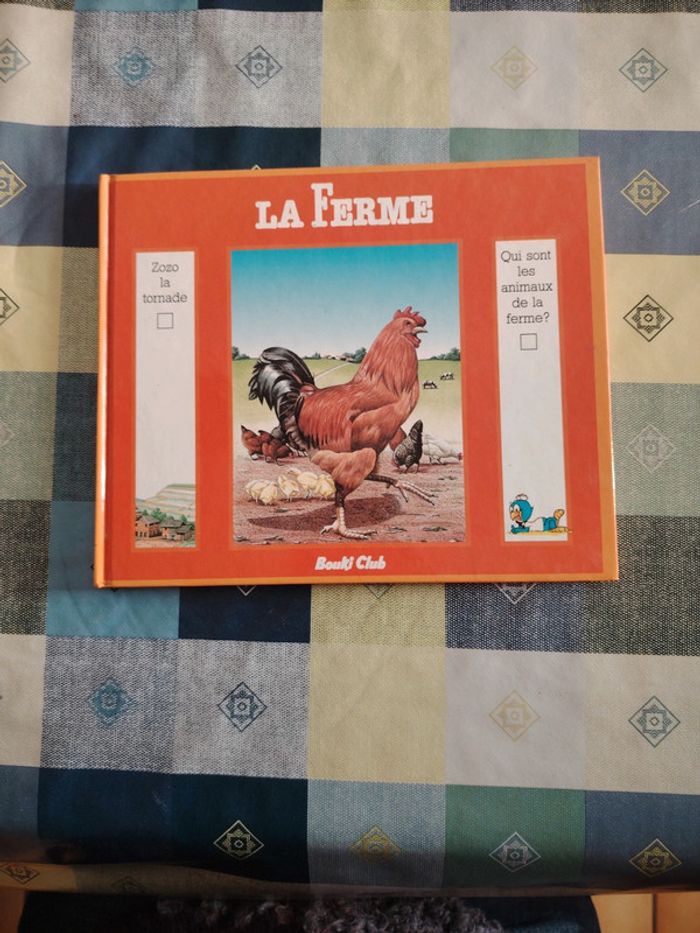 LA FERME
Zozo
la
tornade
Qui sont
les
animaux
de la
ferme?
Bouki Club